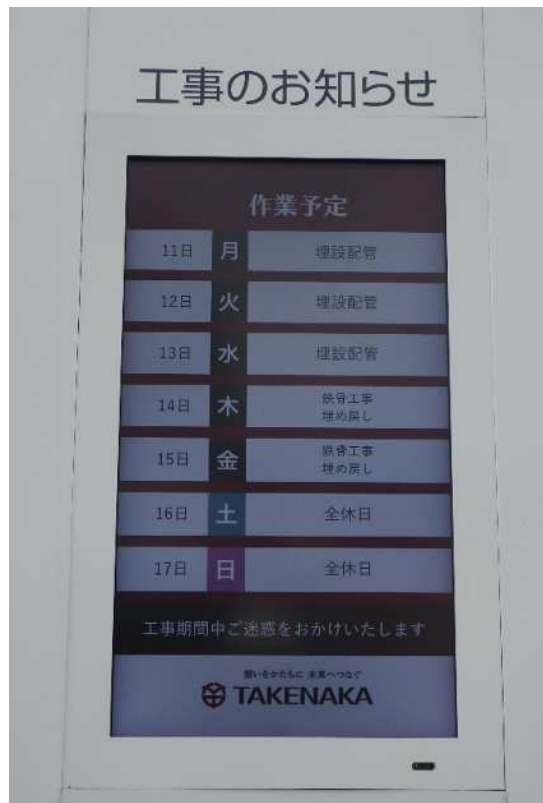 工事のお知らせ
作業予定
11日 月 埋設配管
12日 火 埋設配管
13日 水 埋設配管
14日 木 鉄骨工事
埋め戻し
15日 金 鉄骨工事
埋め戻し
16日 土 全休日
17日 日 全休日
工事期間中ご迷惑をおかけいたします
想いをかたちに 未来へつなぐ
TAKENAKA